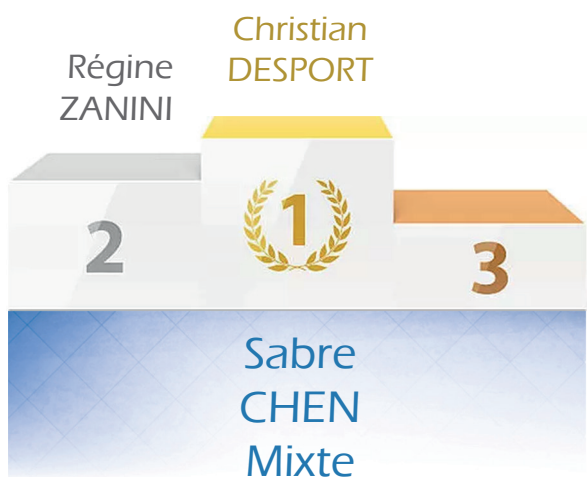 Christian
DESPORT
Régine
ZANINI
1
2
3
Sabre
CHEN
Mixte